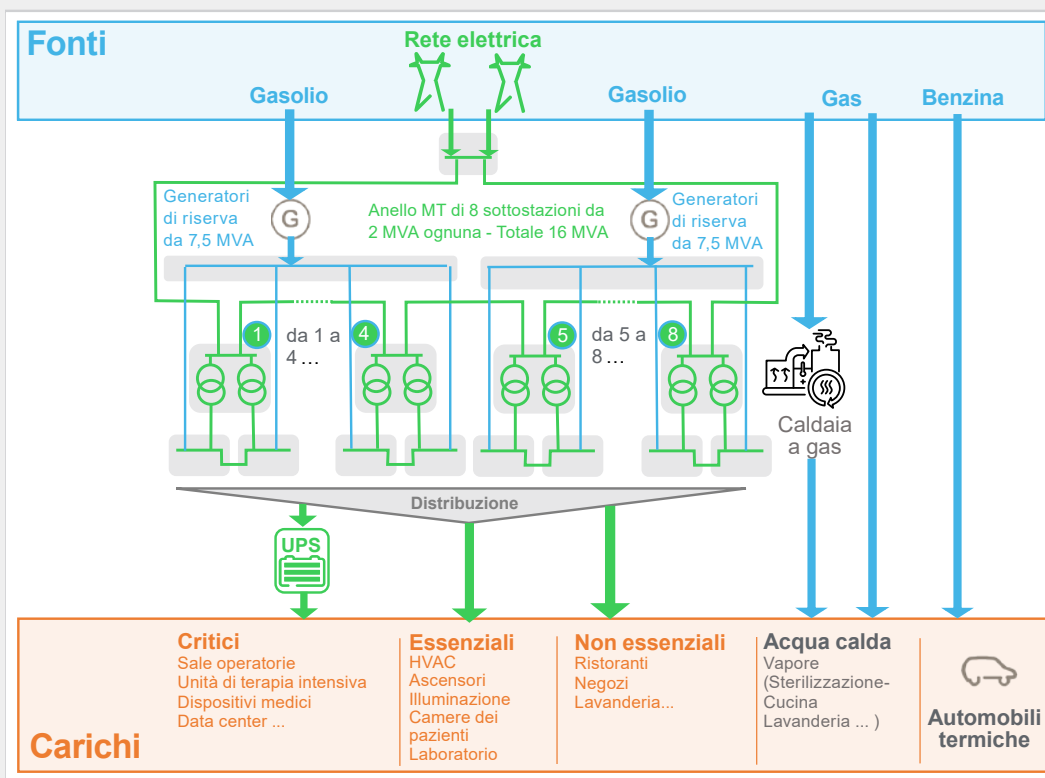 Fonti
Rete elettrica
Gasolio
Gasolio
Gas
Benzina
Generatori
di riserva
da 7,5 MVA
G
Anello MT di 8 sottostazioni da
2 MVA ognuna - Totale 16 MVA
G
Generatori
di riserva
da 7,5 MVA
1
da 1 a
4 ...
4
5
da 5 a
8 ...
8
Caldaia
a gas
Distribuzione
UPS
Critici
Sale operatorie
Unità di terapia intensiva
Dispositivi medici
Data center ...
Essenziali
HVAC
Ascensori
Illuminazione
Camere dei
pazienti
Laboratorio
Non essenziali
Ristoranti
Negozi
Lavanderia...
Acqua calda
Vapore
(Sterilizzazione-
Cucina
Lavanderia ... )
Automobili
termiche
Carichi